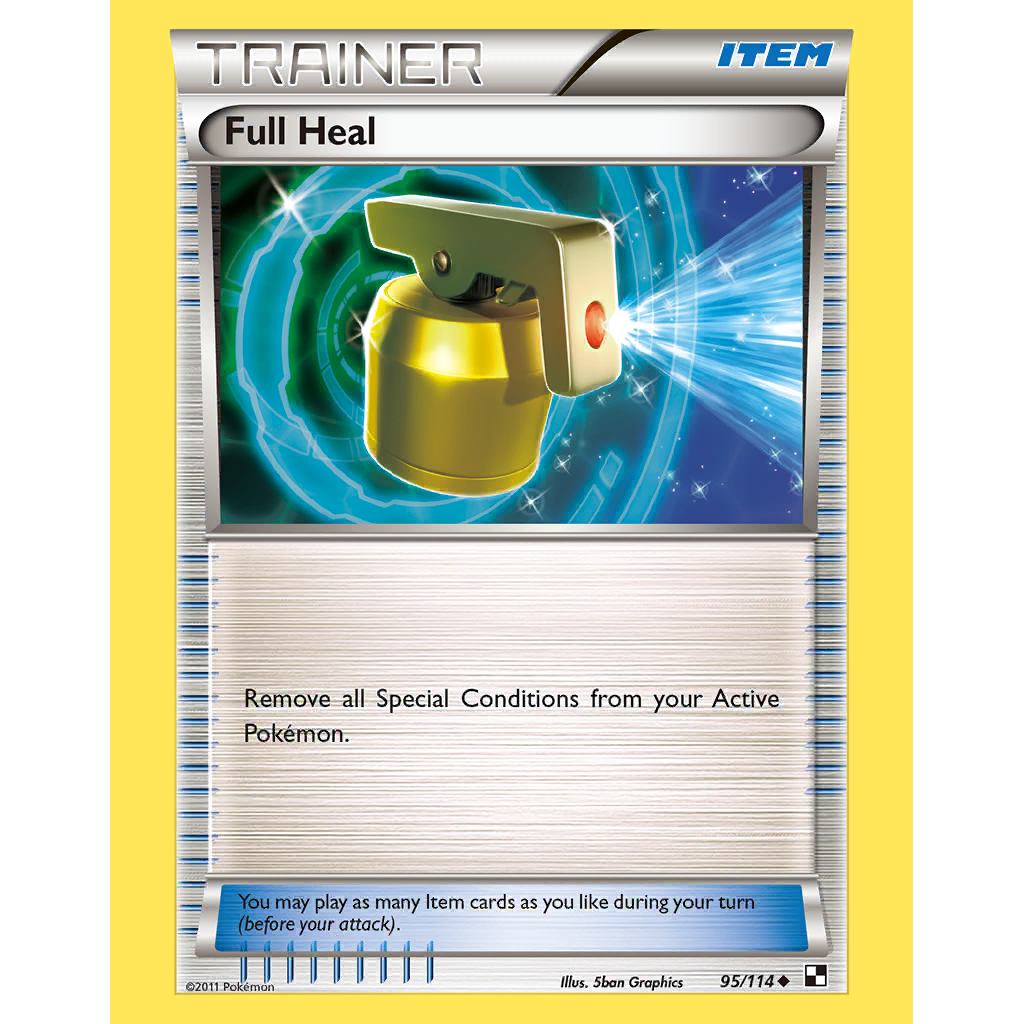 TRAINER
ITEM
Full Heal
Remove all Special Conditions from your Active
Pokémon.
You may play as many Item cards as you like during your turn
(before your attack).
©2011 Pokémon
Illus. 5ban Graphics
95/114